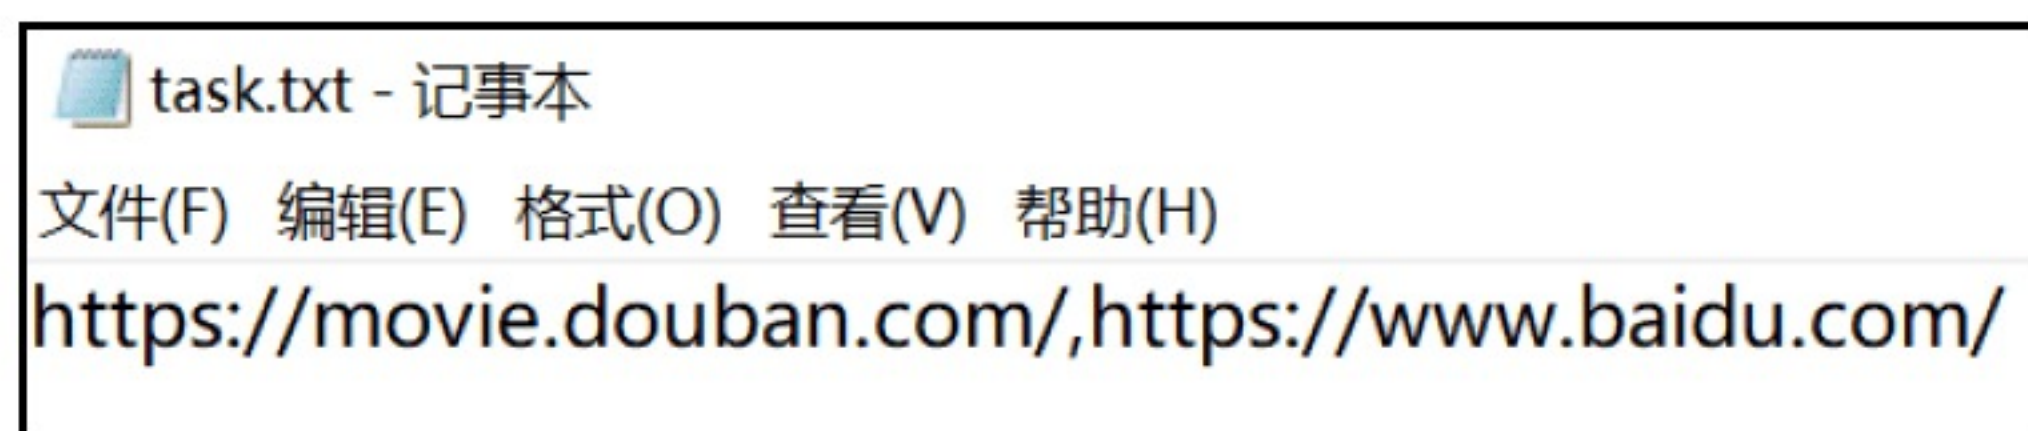 task.txt - 记事本
文件(F) 编辑(E) 格式(O) 查看(V) 帮助(H)
https://movie.douban.com/,https://www.baidu.com/